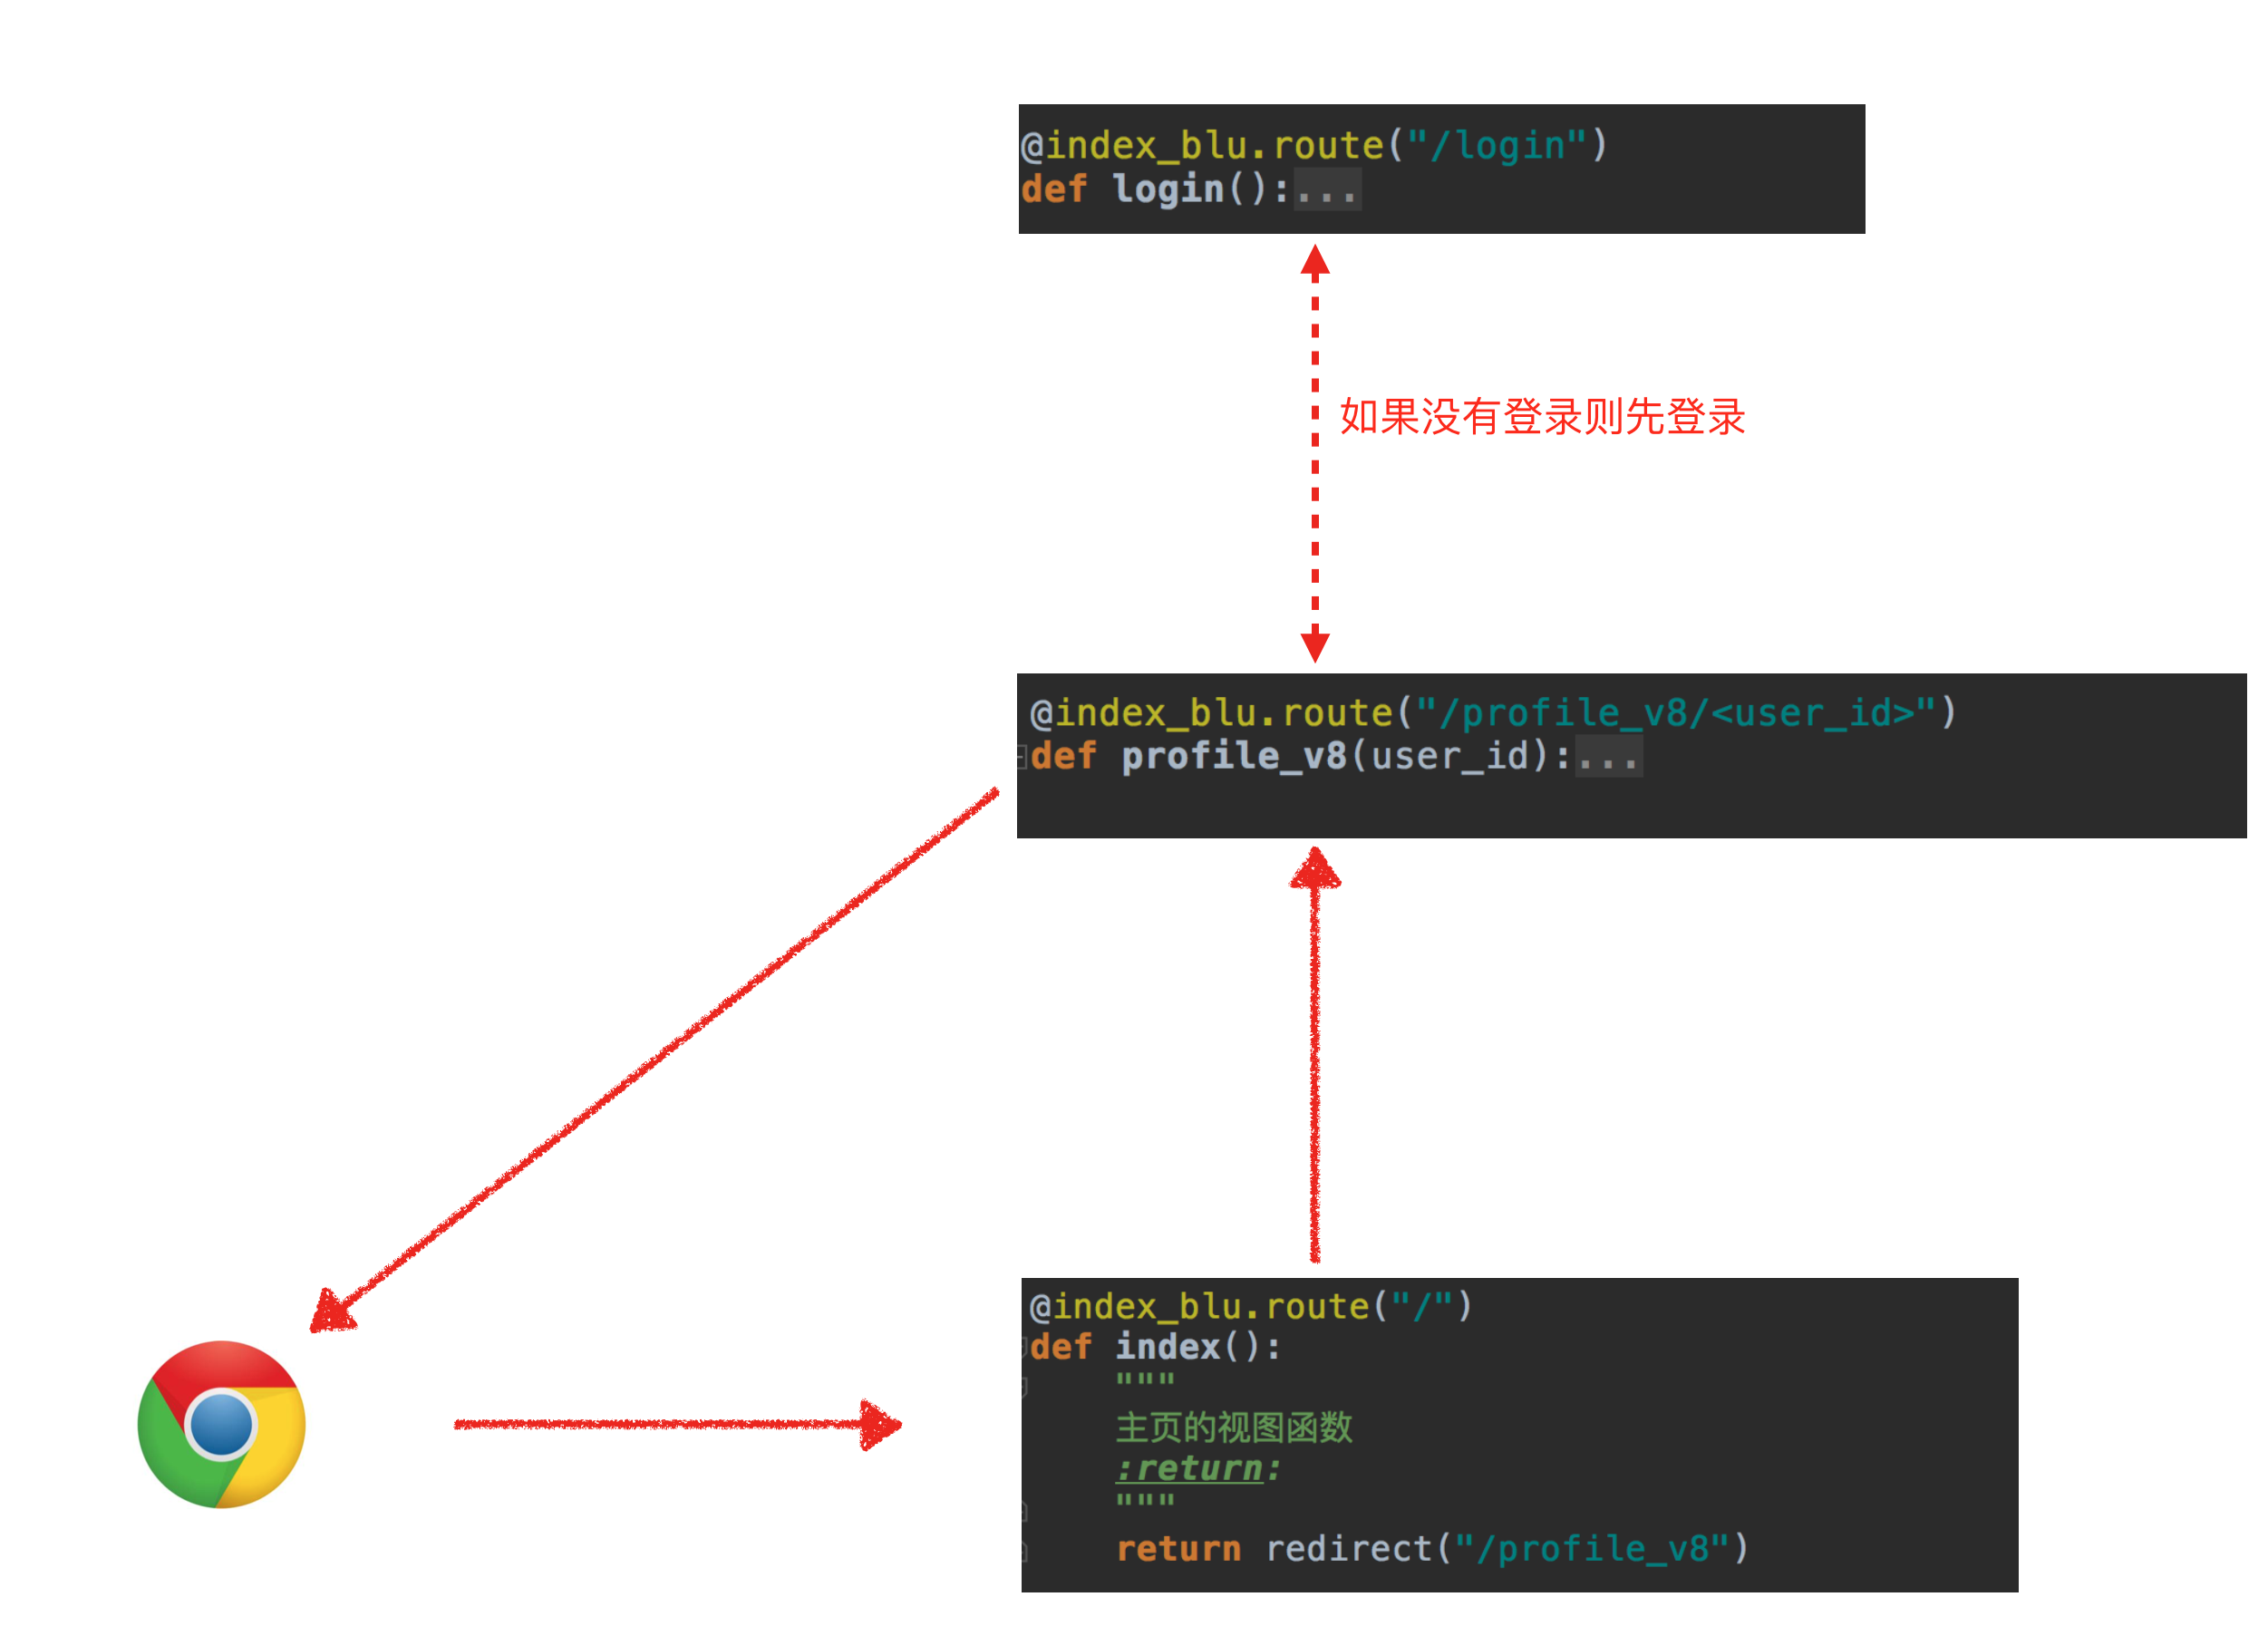 @index_blu.route("/login")
def login():...
如果没有登录则先登录
@index_blu.route("/profile_v8/<user_id>")
def profile_v8(user_id):...
@index_blu.route("/")
def index():
"""
主页的视图函数
:return:
"""
return redirect("/profile_v8")